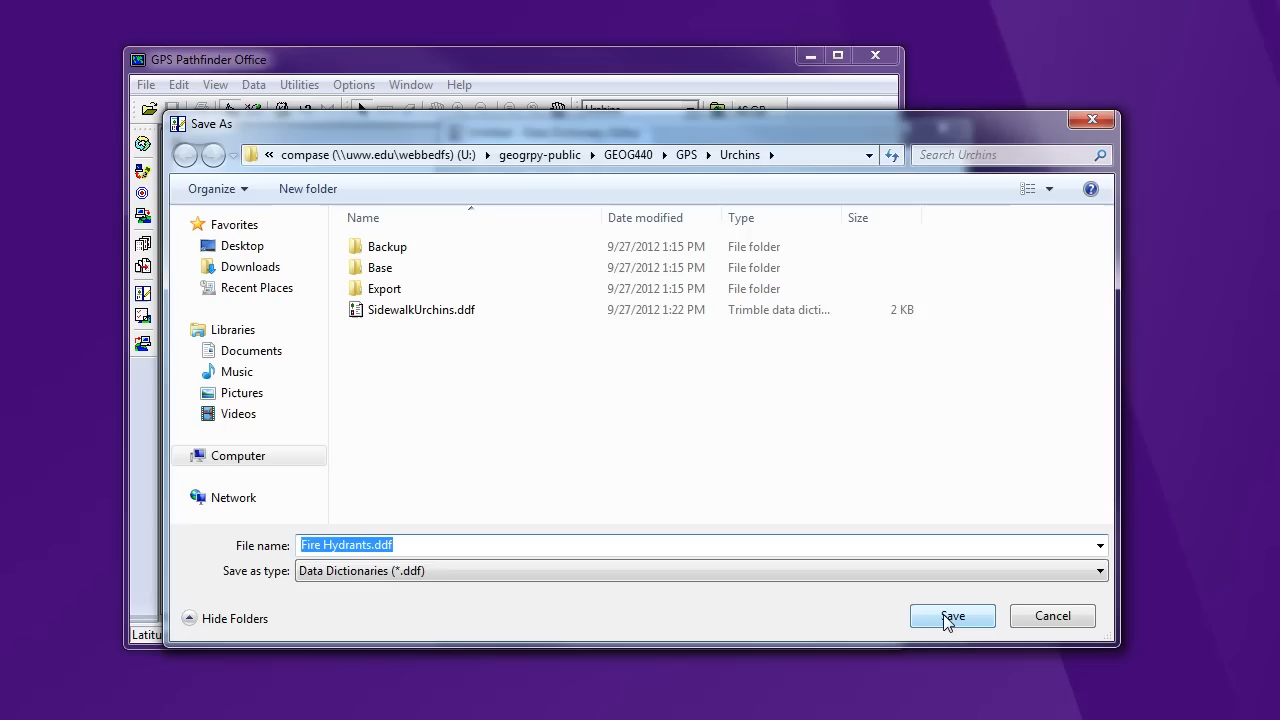 GPS Pathfinder Office
File Edit View Data Utilities Options Window Help
Save As
« compase (\\uww.edu\webbedfs) (U:) geogrpy-public GEOG440 GPS Urchins
Search Urchins
Organize New folder
Name Date modified Type Size
Favorites
Desktop
Downloads
Recent Places
Libraries
Documents
Music
Pictures
Videos
Computer
Network
Backup 9/27/2012 1:15 PM File folder
Base 9/27/2012 1:15 PM File folder
Export 9/27/2012 1:15 PM File folder
SidewalkUrchins.ddf 9/27/2012 1:22 PM Trimble data dicti... 2 KB
File name: Fire Hydrants.ddf
Save as type: Data Dictionaries (*.ddf)
Hide Folders
Save Cancel
Latitu